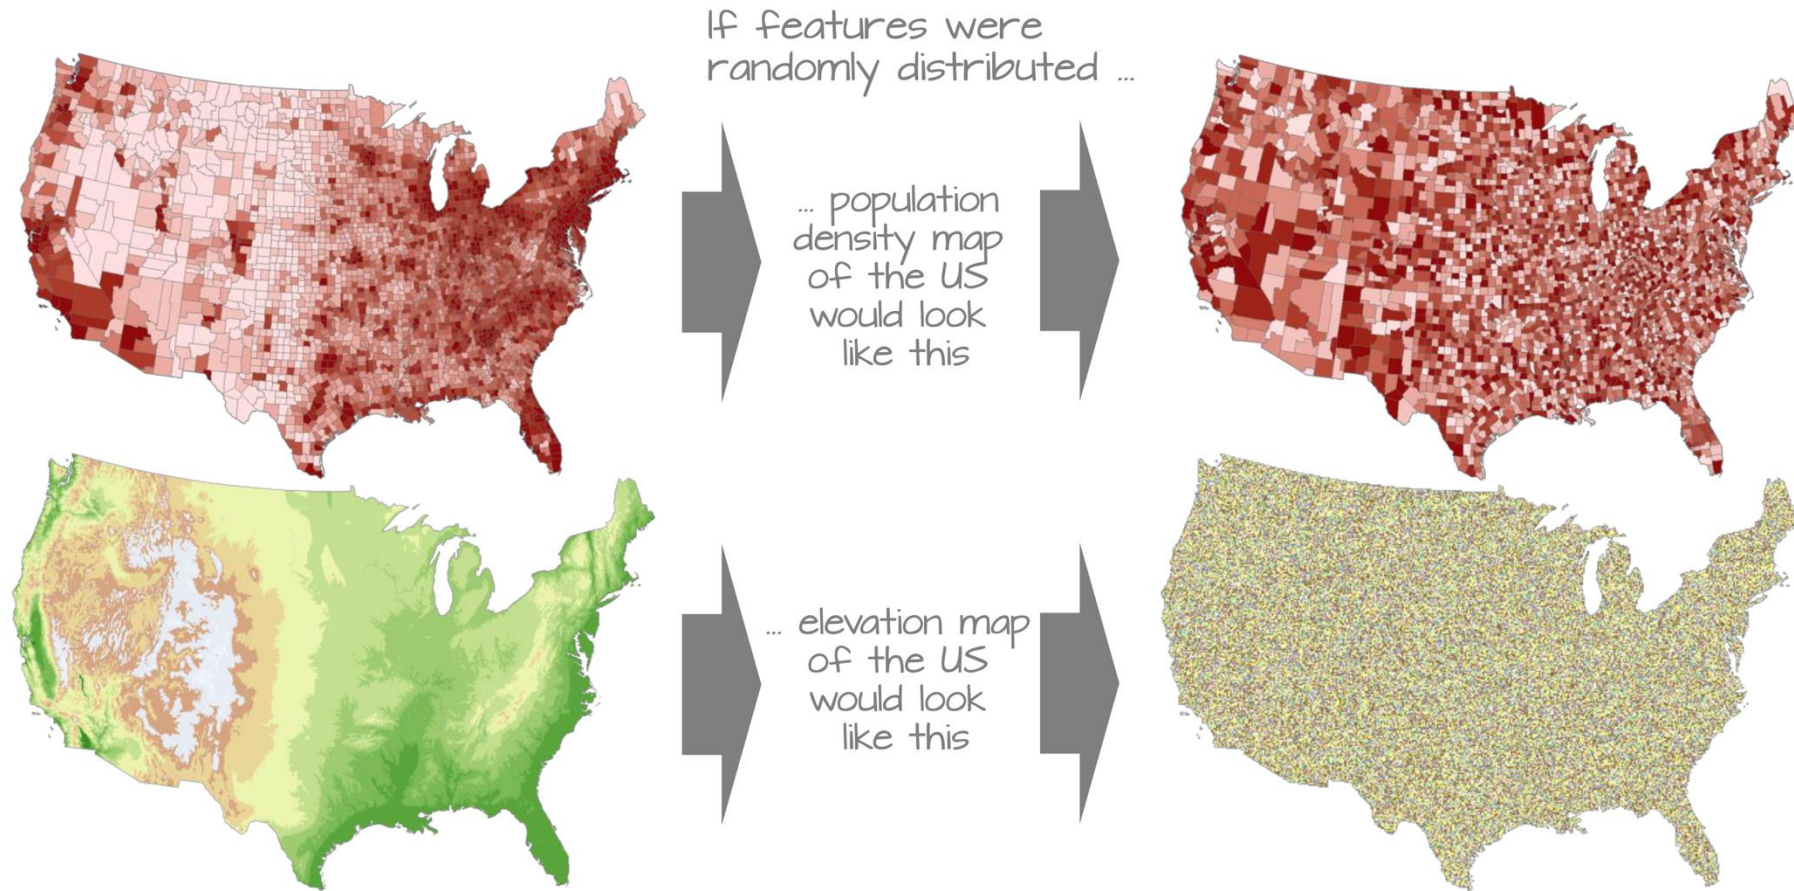 If features were
randomly distributed ...
... population
density map
of the US
would look
like this
... elevation map
of the US
would look
like this